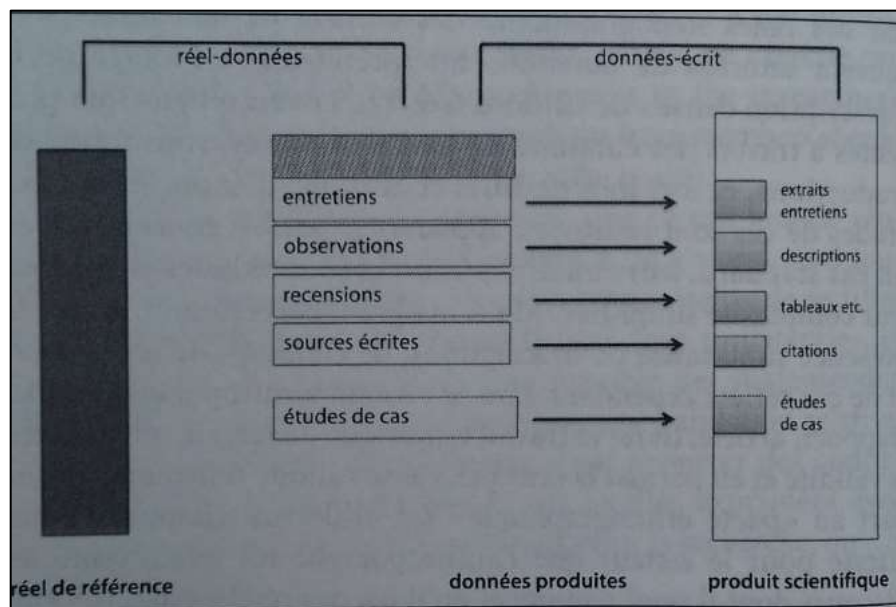 réel-données
données-écrit
entretiens
extraits
entretiens
observations
descriptions
recensions
tableaux etc.
sources écrites
citations
études de cas
études
de cas
réel de référence
données produites
produit scientifique